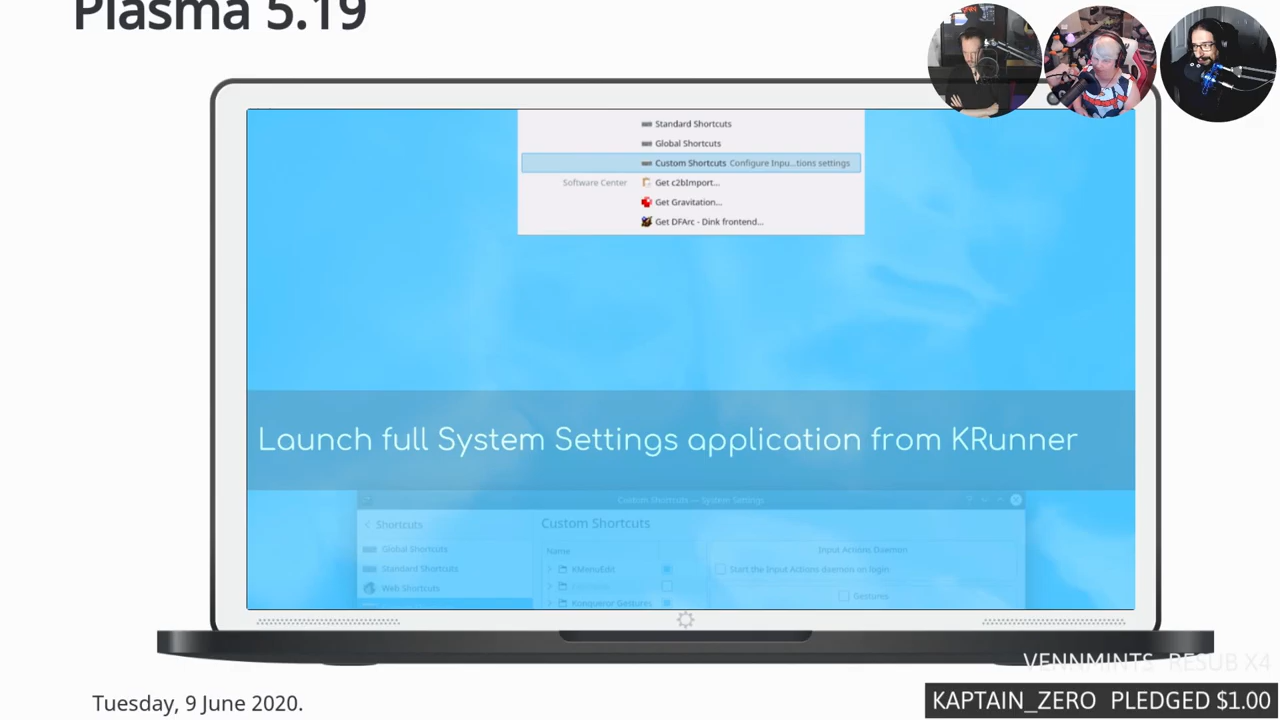 Plasma 5.19
Standard Shortcuts
Global Shortcuts
Custom Shortcuts Configure Inpu...tions settings
Software Center Get c2bImport...
Get Gravitation...
Get DFArc - Dink frontend...
Launch full System Settings application from KRunner
Custom Shortcuts — System Settings
Shortcuts
Custom Shortcuts
Global Shortcuts
Name
Input Actions Daemon
Standard Shortcuts
KMenuEdit
Start the Input Actions daemon on login
Web Shortcuts
Gestures
Konqueror Gestures
Tuesday, 9 June 2020.
VENNMINTS RESUB X4
KAPTAIN_ZERO PLEDGED $1.00